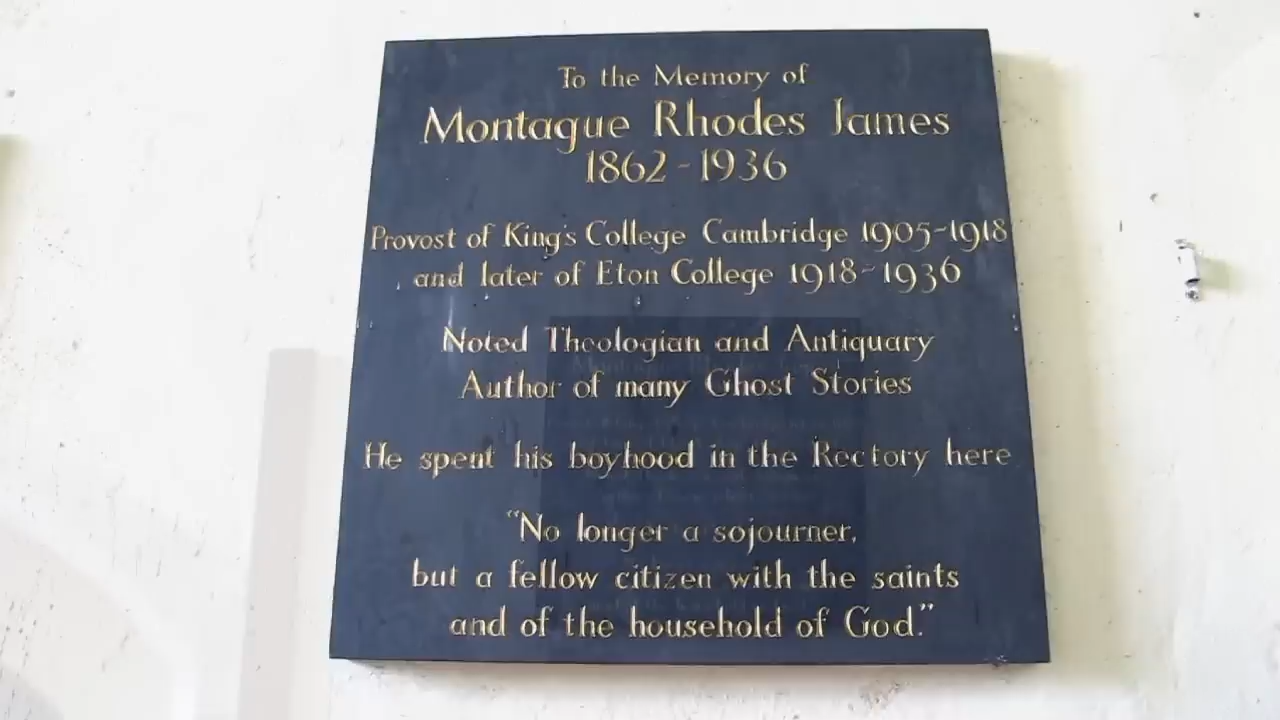 To the Memory of
Montague Rhodes James
1862-1936
Provost of King's College Cambridge 1905-1918
and later of Eton College 1918-1936
Noted Theologian and Antiquary
Author of many Ghost Stories
He spent his boyhood in the Rectory here
"No longer a sojourner,
but a fellow citizen with the saints
and of the household of God."